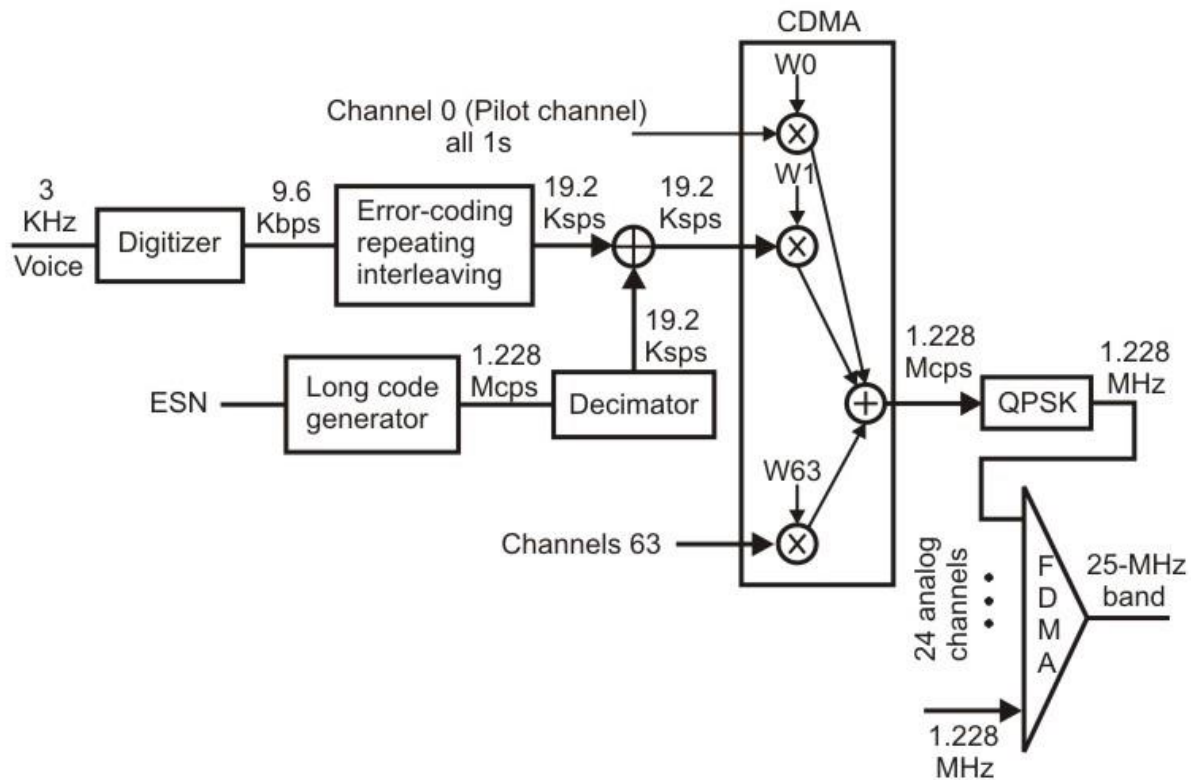 CDMA
W0
Channel 0 (Pilot channel)
all 1s
W1
3
KHz
Voice
Digitizer
9.6
Kbps
Error-coding
repeating
interleaving
19.2
Ksps
19.2
Ksps
19.2
Ksps
ESN
Long code
generator
1.228
Mcps
Decimator
1.228
Mcps
QPSK
1.228
MHz
W63
Channels 63
24 analog
channels
F
D
M
A
25-MHz
band
1.228
MHz